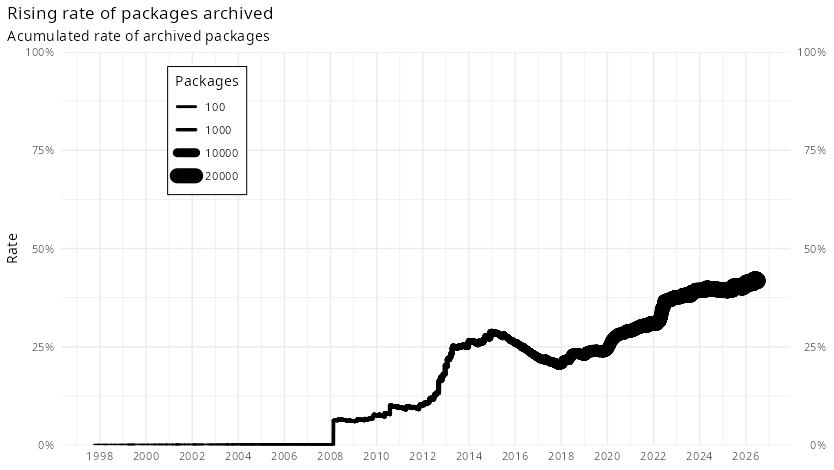 Rising rate of packages archived
Acumulated rate of archived packages
100%
100%
Packages
100
1000
10000
20000
75%
75%
50%
50%
Rate
25%
25%
0%
0%
1998 2000 2002 2004 2006 2008 2010 2012 2014 2016 2018 2020 2022 2024 2026